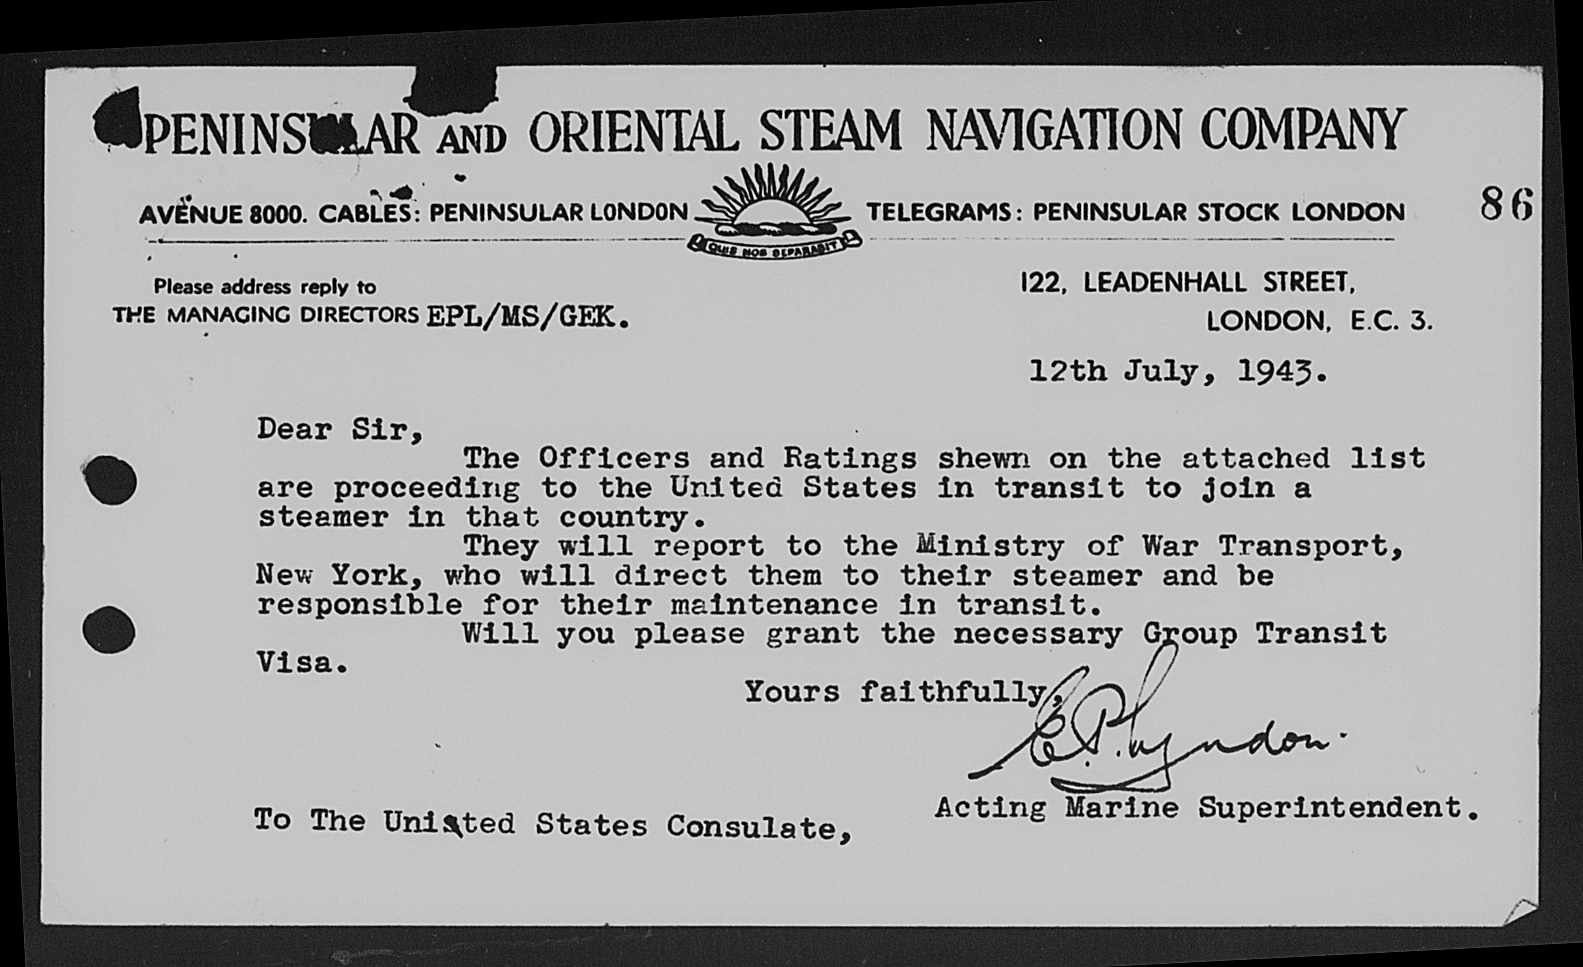 PENINSULAR AND ORIENTAL STEAM NAVIGATION COMPANY
AVENUE 8000. CABLES: PENINSULAR LONDON
TELEGRAMS: PENINSULAR STOCK LONDON
86
QUIS NOS SEPARABIT
Please address reply to
THE MANAGING DIRECTORS EPL/MS/GEK.
122, LEADENHALL STREET,
LONDON, E.C. 3.
12th July, 1943.
Dear Sir,
The Officers and Ratings shewn on the attached list
are proceeding to the United States in transit to join a
steamer in that country.
They will report to the Ministry of War Transport,
New York, who will direct them to their steamer and be
responsible for their maintenance in transit.
Will you please grant the necessary Group Transit
Visa.
Yours faithfully,
E.P. Lyndon.
Acting Marine Superintendent.
To The United States Consulate,